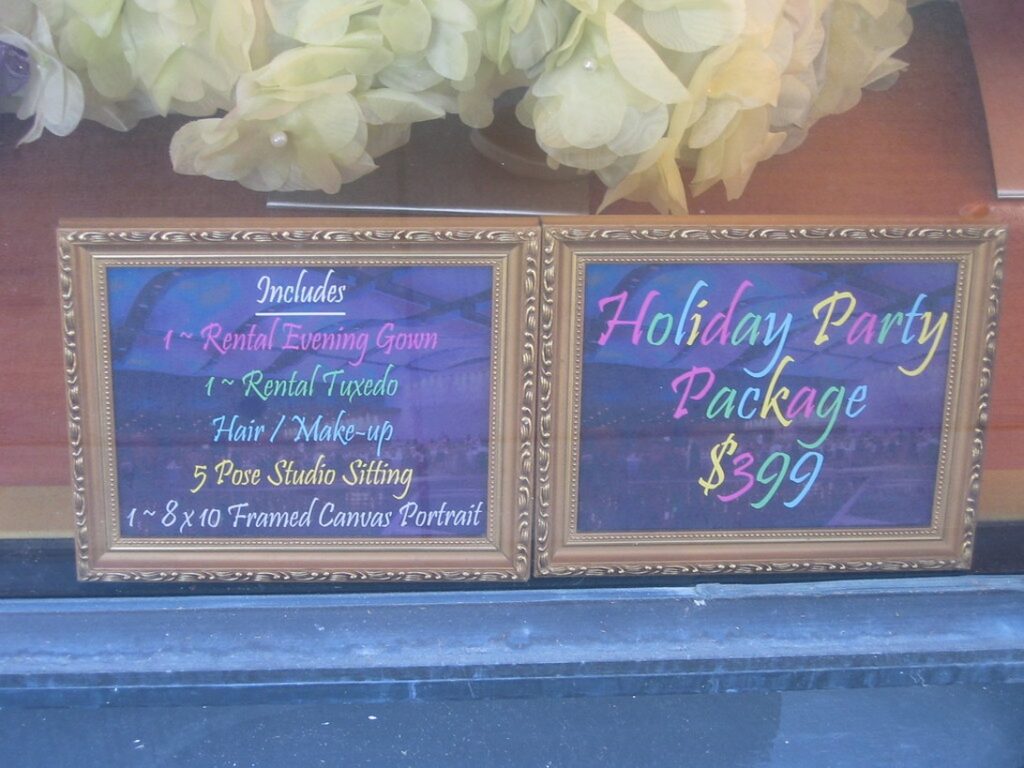 Includes
1 ~ Rental Evening Gown
1 ~ Rental Tuxedo
Hair / Make-up
5 Pose Studio Sitting
1 ~ 8 x 10 Framed Canvas Portrait
Holiday Party
Package
$399